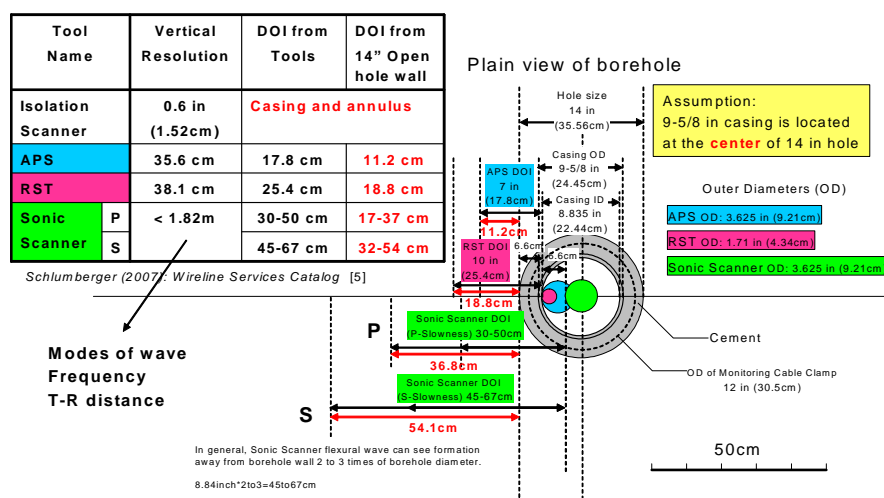 Tool Name
Vertical Resolution
DOI from Tools
DOI from 14” Open hole wall
Isolation Scanner
0.6 in (1.52cm)
Casing and annulus
APS
35.6 cm
17.8 cm
11.2 cm
RST
38.1 cm
25.4 cm
18.8 cm
Sonic Scanner
P
< 1.82m
30-50 cm
17-37 cm
S
45-67 cm
32-54 cm
Schlumberger (2007): Wireline Services Catalog [5]
Modes of wave
Frequency
T-R distance
Plain view of borehole
Hole size
14 in
(35.56cm)
Casing OD
9-5/8 in
(24.45cm)
Casing ID
8.835 in
(22.44cm)
APS DOI
7 in
(17.8cm)
11.2cm
6.6cm
6.6cm
RST DOI
10 in
(25.4cm)
18.8cm
P
Sonic Scanner DOI
(P-Slowness) 30-50cm
36.8cm
S
Sonic Scanner DOI
(S-Slowness) 45-67cm
54.1cm
Assumption:
9-5/8 in casing is located
at the center of 14 in hole
Outer Diameters (OD)
APS OD: 3.625 in (9.21cm)
RST OD: 1.71 in (4.34cm)
Sonic Scanner OD: 3.625 in (9.21cm
Cement
OD of Monitoring Cable Clamp
12 in (30.5cm)
50cm
In general, Sonic Scanner flexural wave can see formation
away from borehole wall 2 to 3 times of borehole diameter.
8.84inch*2to3=45to67cm